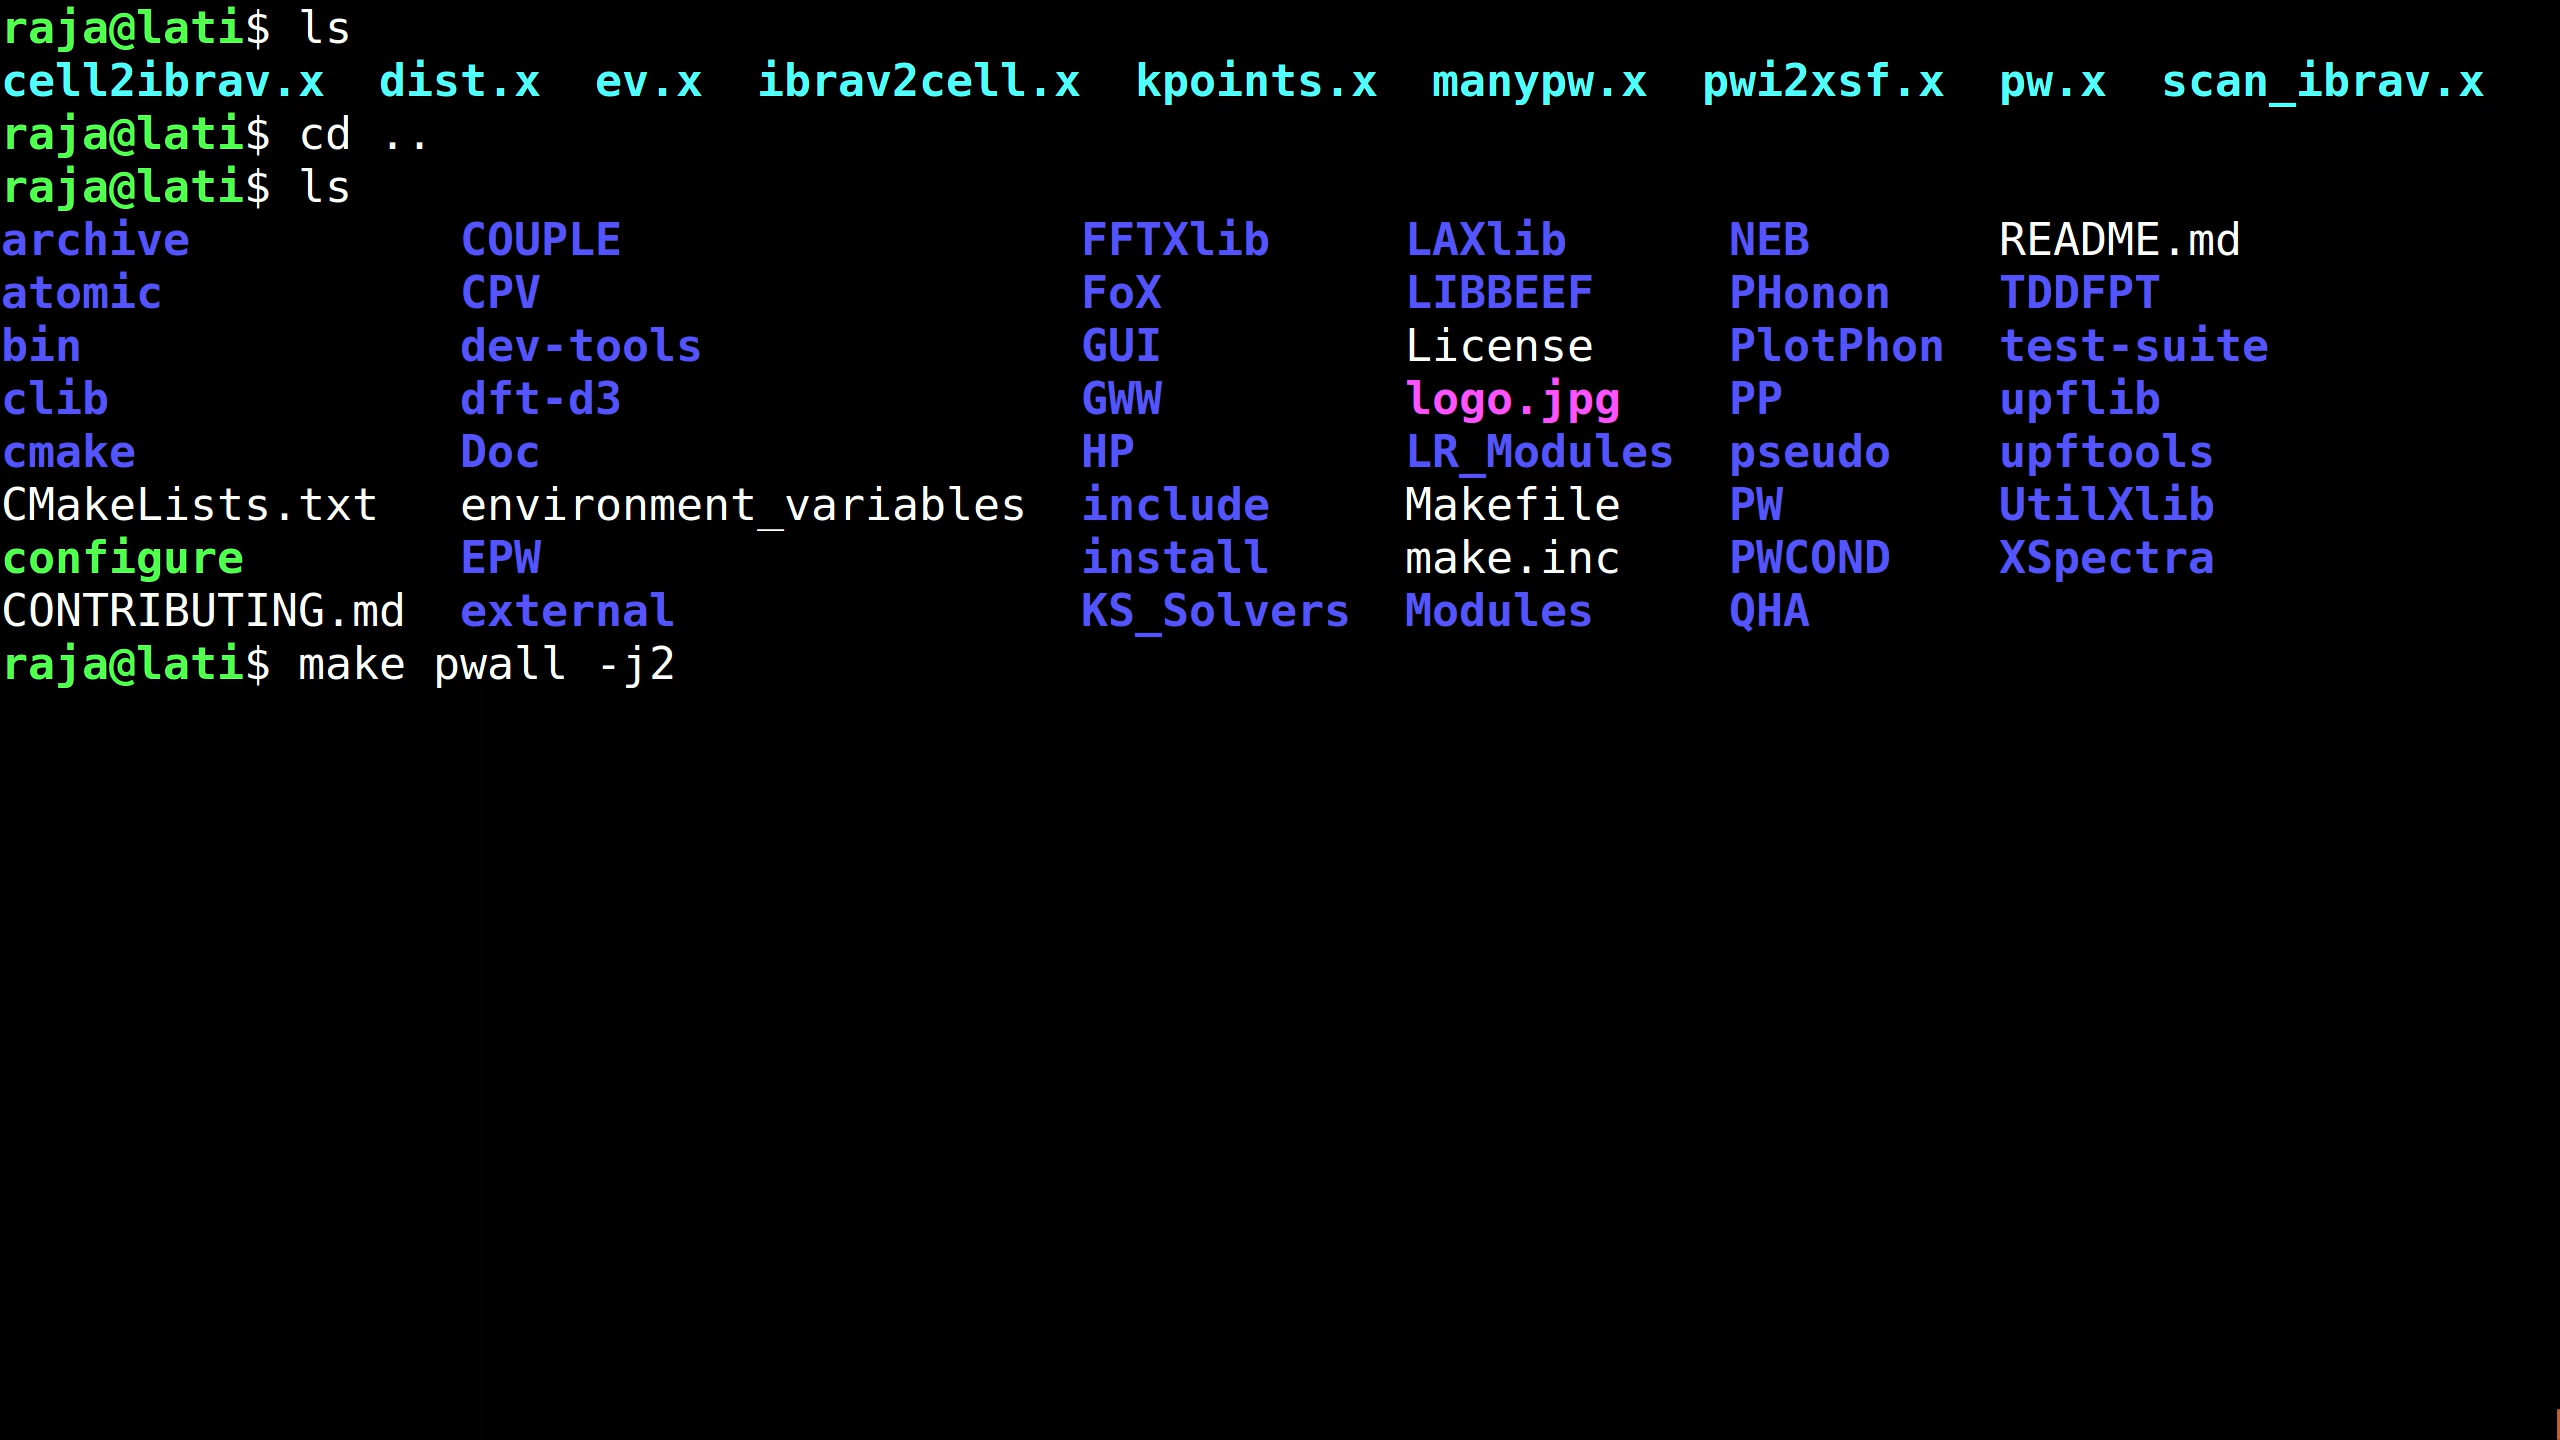 raja@lati$ ls
cell2ibrav.x  dist.x  ev.x  ibrav2cell.x  kpoints.x  manypw.x  pwi2xsf.x  pw.x  scan_ibrav.x
raja@lati$ cd ..
raja@lati$ ls
archive          COUPLE                 FFTXlib     LAXlib      NEB       README.md
atomic           CPV                    FoX         LIBBEEF     PHonon    TDDFPT
bin              dev-tools              GUI         License     PlotPhon  test-suite
clib             dft-d3                 GWW         logo.jpg    PP        upflib
cmake            Doc                    HP          LR_Modules  pseudo    upftools
CMakeLists.txt   environment_variables  include     Makefile    PW        UtilXlib
configure        EPW                    install     make.inc    PWCOND    XSpectra
CONTRIBUTING.md  external               KS_Solvers  Modules     QHA
raja@lati$ make pwall -j2